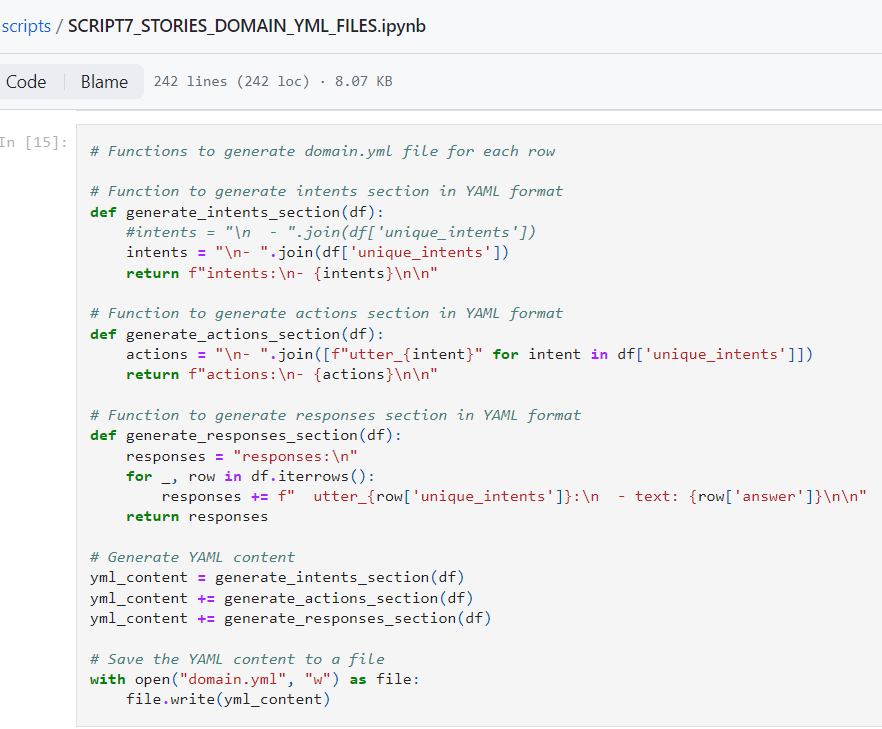 scripts / SCRIPT7_STORIES_DOMAIN_YML_FILES.ipynb
Code Blame 242 lines (242 loc) · 8.07 KB
In [15]:
# Functions to generate domain.yml file for each row
# Function to generate intents section in YAML format
def generate_intents_section(df):
    #intents = "\n  - ".join(df['unique_intents'])
    intents = "\n- ".join(df['unique_intents'])
    return f"intents:\n- {intents}\n\n"
# Function to generate actions section in YAML format
def generate_actions_section(df):
    actions = "\n- ".join([f"utter_{intent}" for intent in df['unique_intents']])
    return f"actions:\n- {actions}\n\n"
# Function to generate responses section in YAML format
def generate_responses_section(df):
    responses = "responses:\n"
    for _, row in df.iterrows():
        responses += f"  utter_{row['unique_intents']}:\n  - text: {row['answer']}\n\n"
    return responses
# Generate YAML content
yml_content = generate_intents_section(df)
yml_content += generate_actions_section(df)
yml_content += generate_responses_section(df)
# Save the YAML content to a file
with open("domain.yml", "w") as file:
    file.write(yml_content)